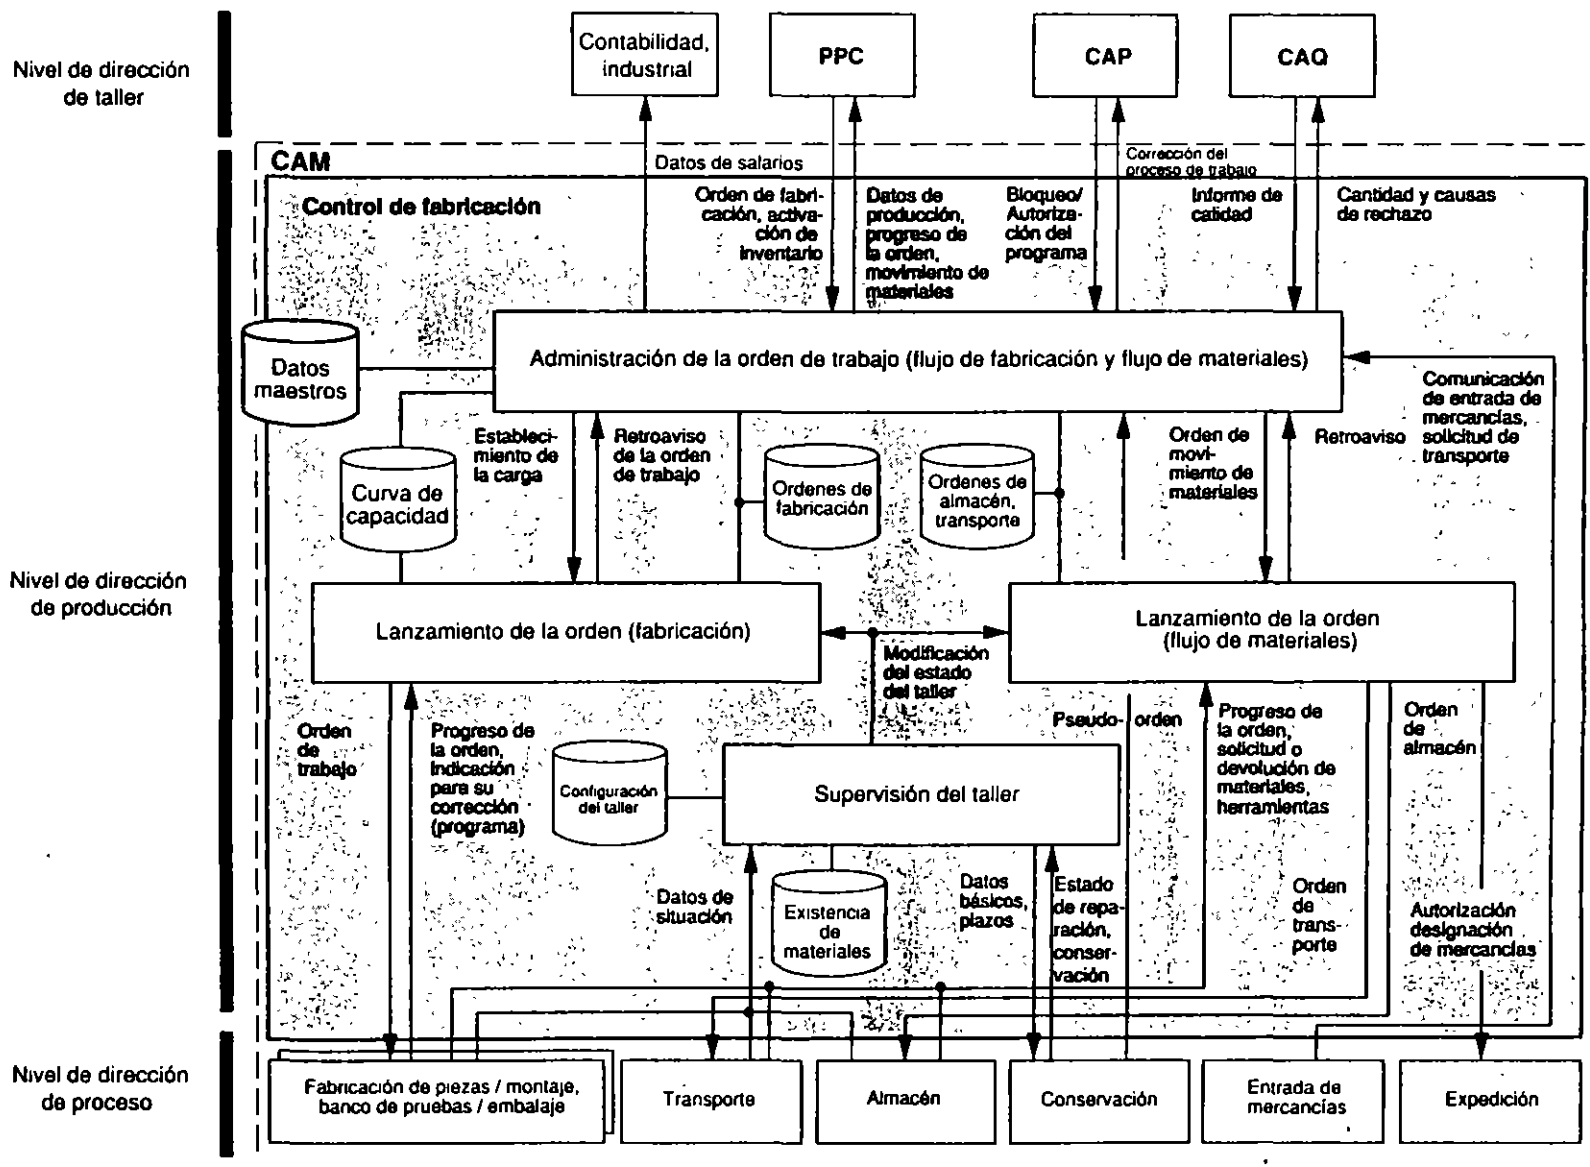 Nivel de dirección
de taller
Contabilidad,
industrial
PPC
CAP
CAQ
CAM
Datos de salarios
Corrección del
proceso de trabajo
Control de fabricación
Orden de fabri-
cación, activa-
ción de
inventario
Datos de
producción,
progreso de
la orden,
movimiento de
materiales
Bloqueo/
Autoriza-
ción del
programa
Informe de
calidad
Cantidad y causas
de rechazo
Datos
maestros
Administración de la orden de trabajo (flujo de fabricación y flujo de materiales)
Curva de
capacidad
Estableci-
miento de
la carga
Retroaviso
de la orden
de trabajo
Ordenes de
fabricación
Ordenes de
almacén,
transporte
Orden de
movi-
miento de
materiales
Retroaviso
Comunicación
de entrada de
mercancías,
solicitud de
transporte
Nivel de dirección
de producción
Lanzamiento de la orden (fabricación)
Lanzamiento de la orden
(flujo de materiales)
Modificación
del estado
del taller
Orden
de
trabajo
Progreso de
la orden,
indicación
para su
corrección
(programa)
Configuración
del taller
Supervisión del taller
Pseudo-orden
Progreso de
la orden,
solicitud o
devolución de
materiales,
herramientas
Orden
de
almacén
Datos de
situación
Existencia
de
materiales
Datos
básicos,
plazos
Estado
de repa-
ración,
conser-
vación
Orden
de
trans-
porte
Autorización
designación
de mercancías
Nivel de dirección
de proceso
Fabricación de piezas / montaje,
banco de pruebas / embalaje
Transporte
Almacén
Conservación
Entrada de
mercancías
Expedición